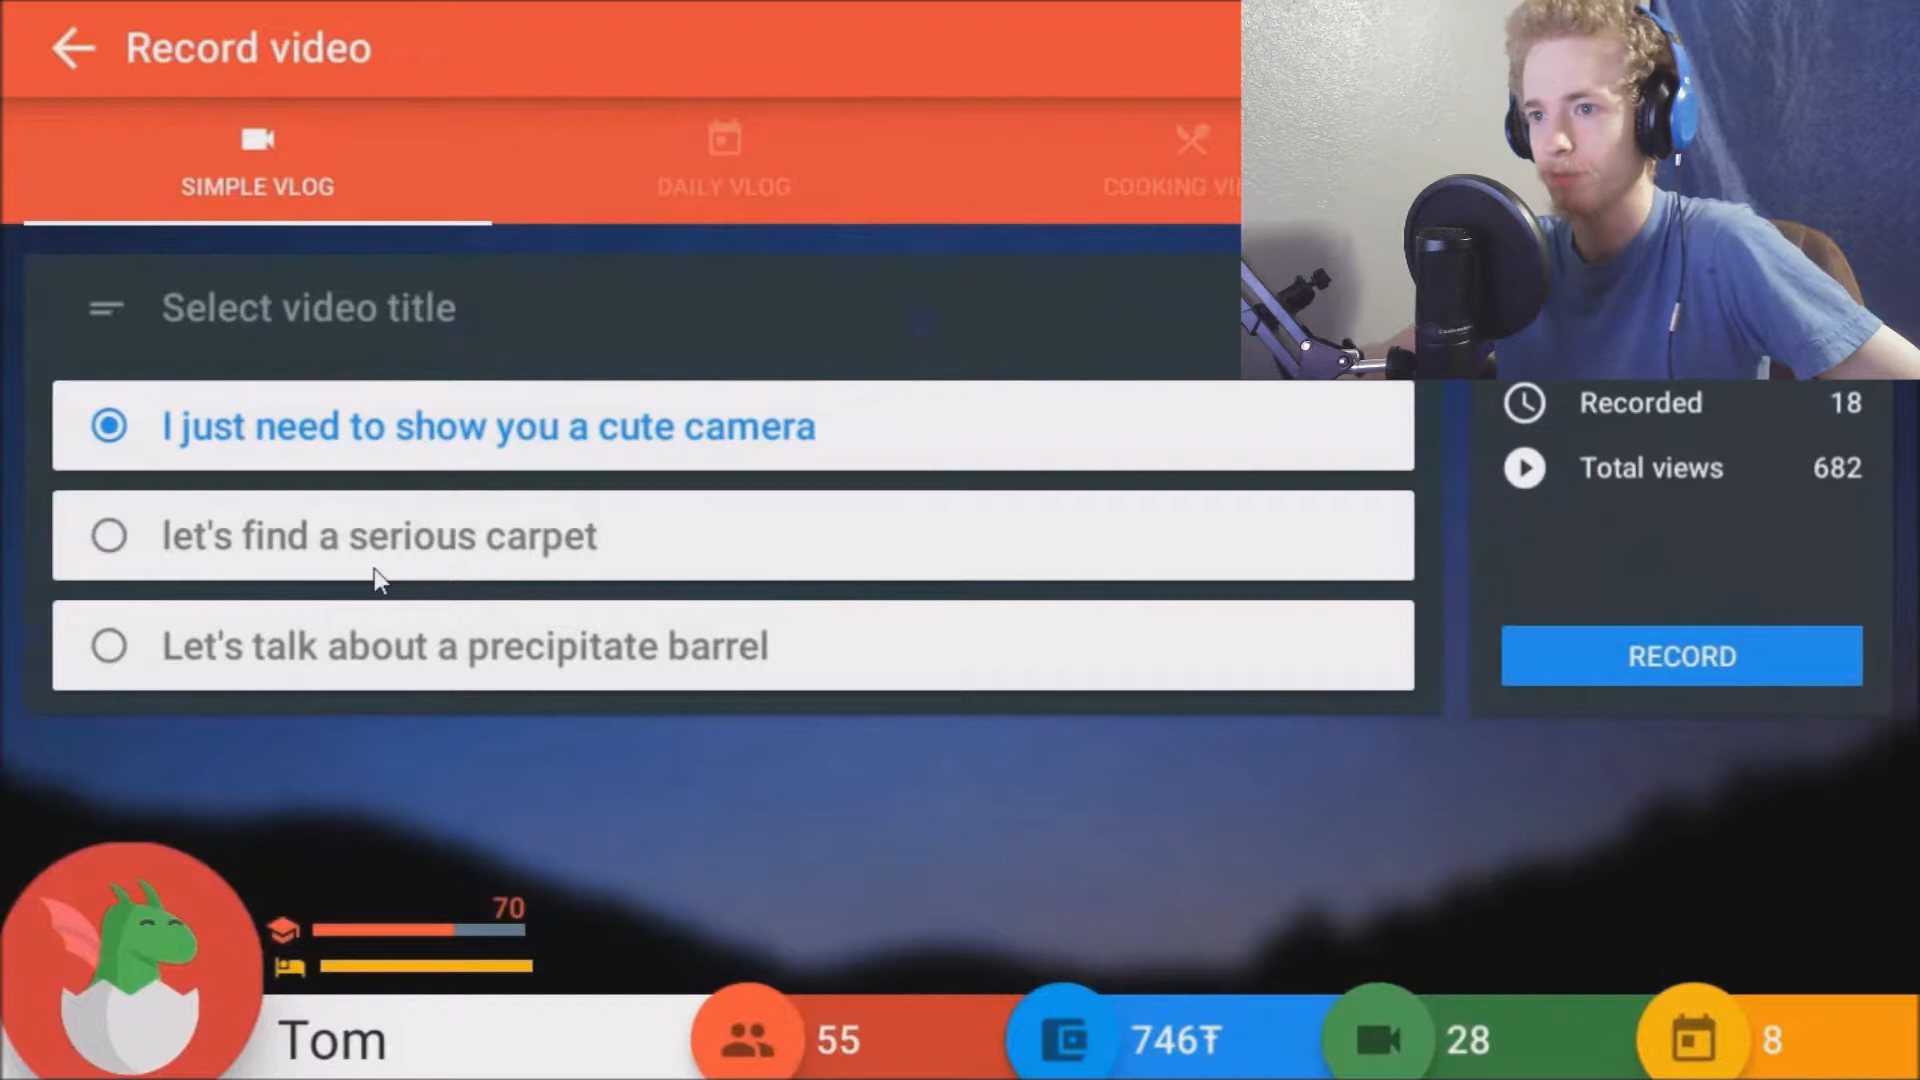 Record video
SIMPLE VLOG
DAILY VLOG
COOKING
Select video title
I just need to show you a cute camera
let's find a serious carpet
Let's talk about a precipitate barrel
Recorded 18
Total views 682
RECORD
70
Tom
55
746Ŧ
28
8